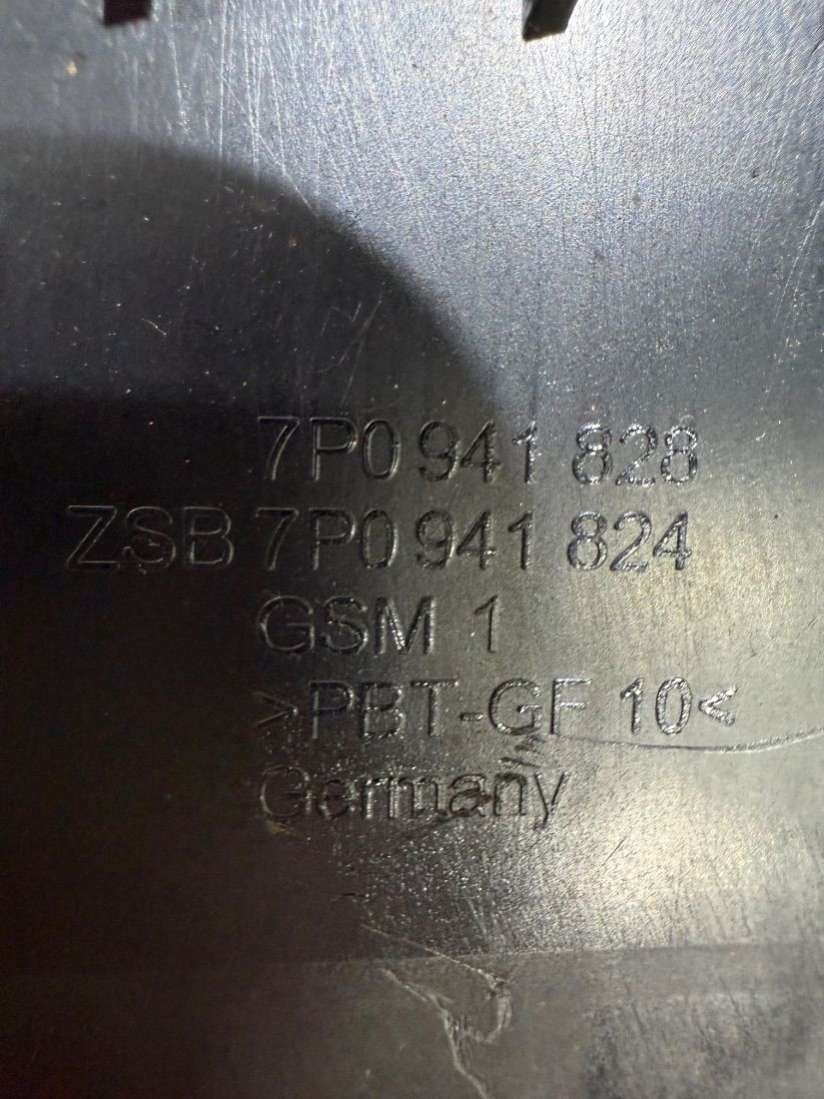 7P0 941 828
ZSB 7P0 941 824
GSM 1
>PBT-GF 10<
Germany